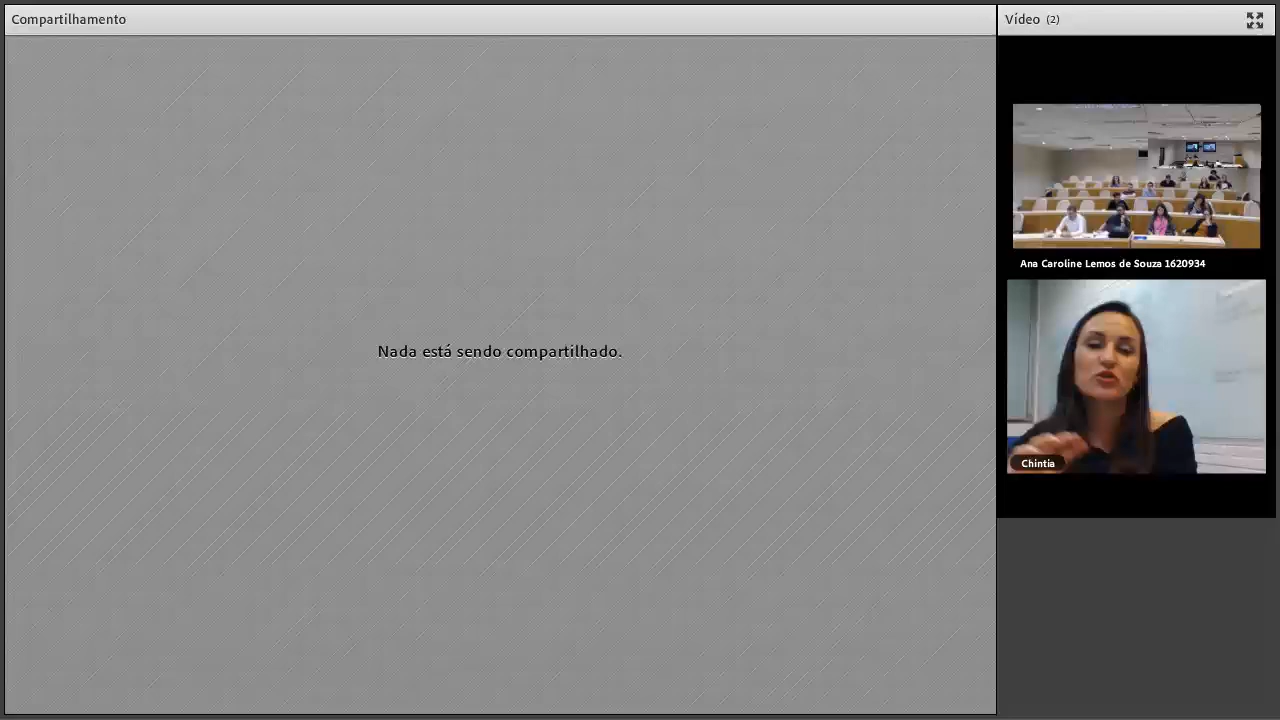 Compartilhamento
Vídeo (2)
Nada está sendo compartilhado.
Ana Caroline Lemos de Souza 1620934
Chintia